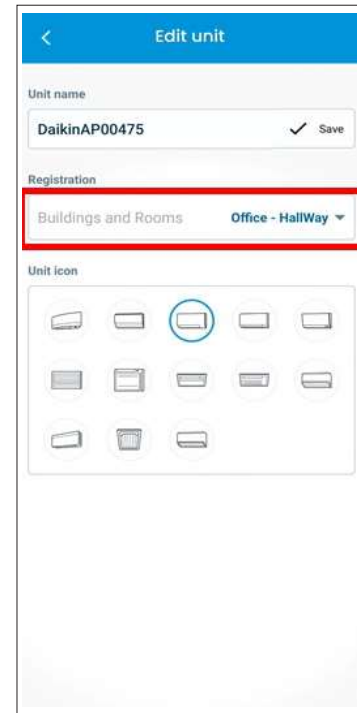 Edit unit
Unit name
DaikinAP00475 Save
Registration
Buildings and Rooms Office - HallWay
Unit icon